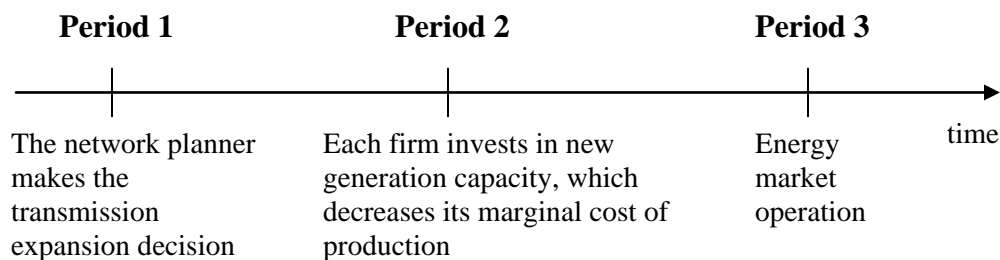 Period 1
Period 2
Period 3
time
The network planner
makes the
transmission
expansion decision
Each firm invests in new
generation capacity, which
decreases its marginal cost of
production
Energy
market
operation